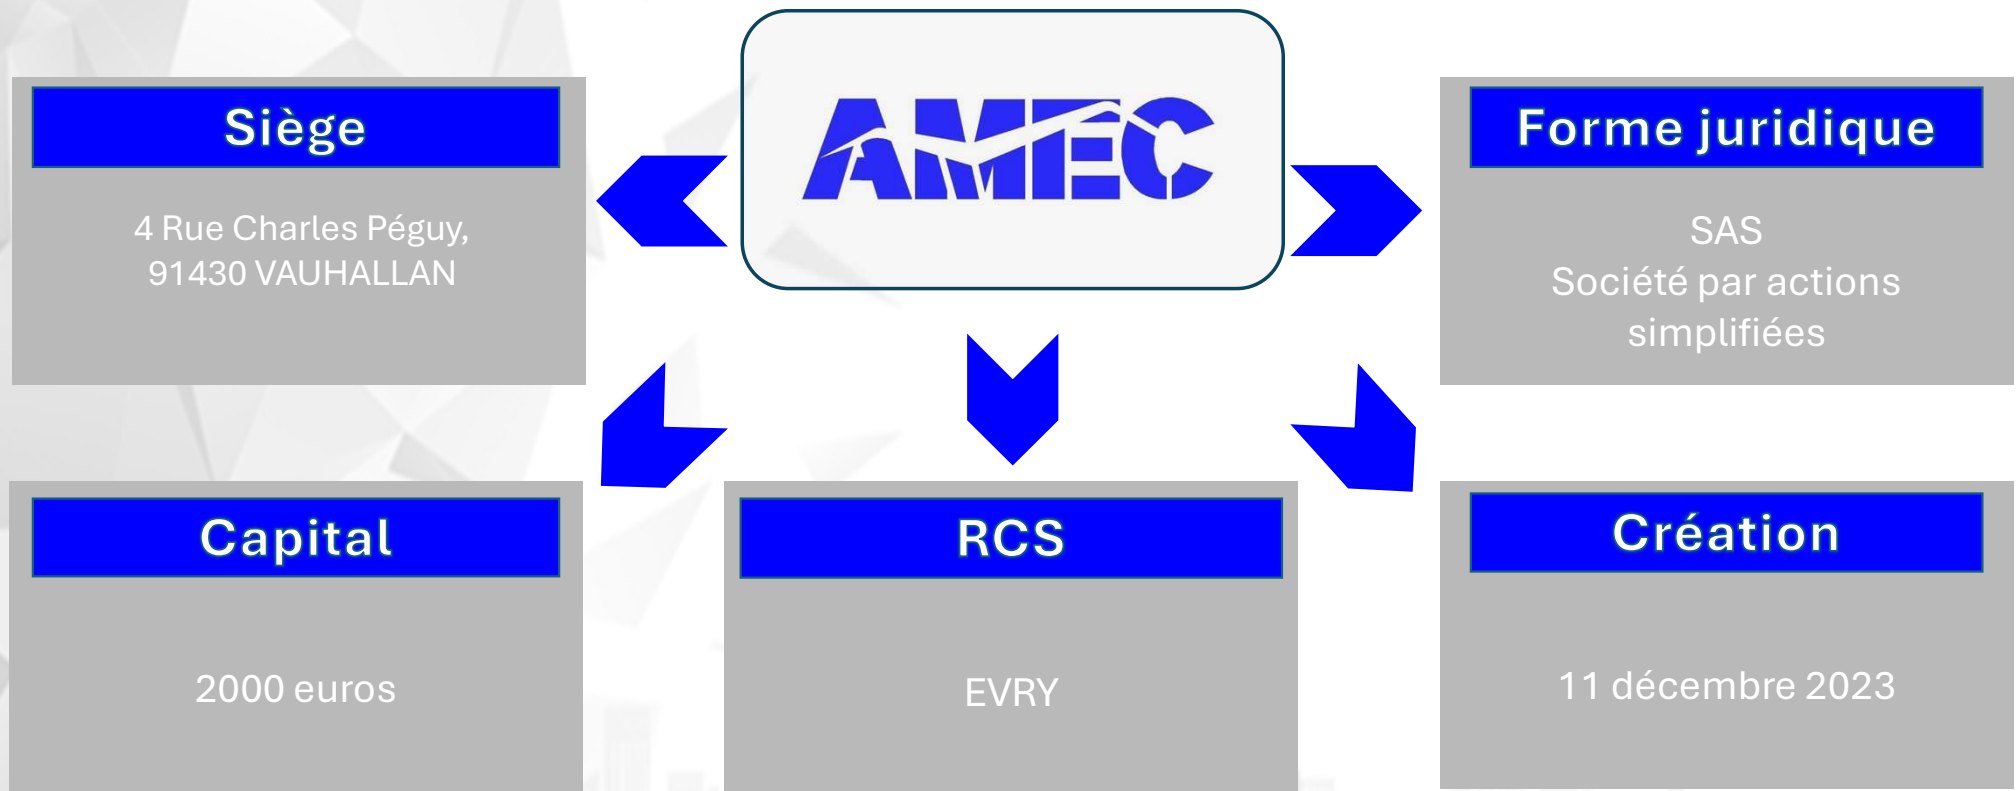 AMEC
Siège
4 Rue Charles Péguy,
91430 VAUHALLAN
Forme juridique
SAS
Société par actions
simplifiées
Capital
2000 euros
RCS
EVRY
Création
11 décembre 2023